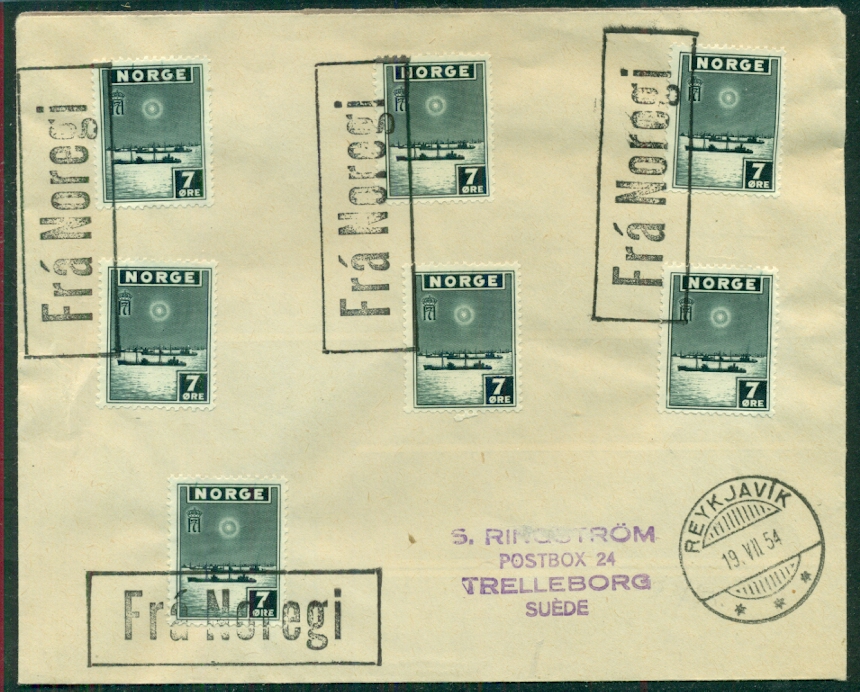 NORGE
7
ØRE
Frá Noregi
NORGE
7
ØRE
Frá Noregi
NORGE
7
ØRE
Frá Noregi
NORGE
7
ØRE
NORGE
7
ØRE
NORGE
7
ØRE
NORGE
7
ØRE
Frá Noregi
S. RINGSTRÖM
POSTBOX 24
TRELLEBORG
SUÈDE
REYKJAVÍK
19. VII. 54